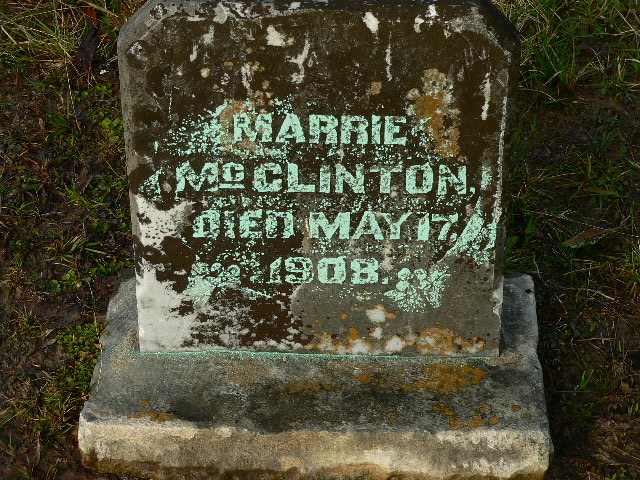 MARRIE
McCLINTON,
DIED MAY 17,
1908.